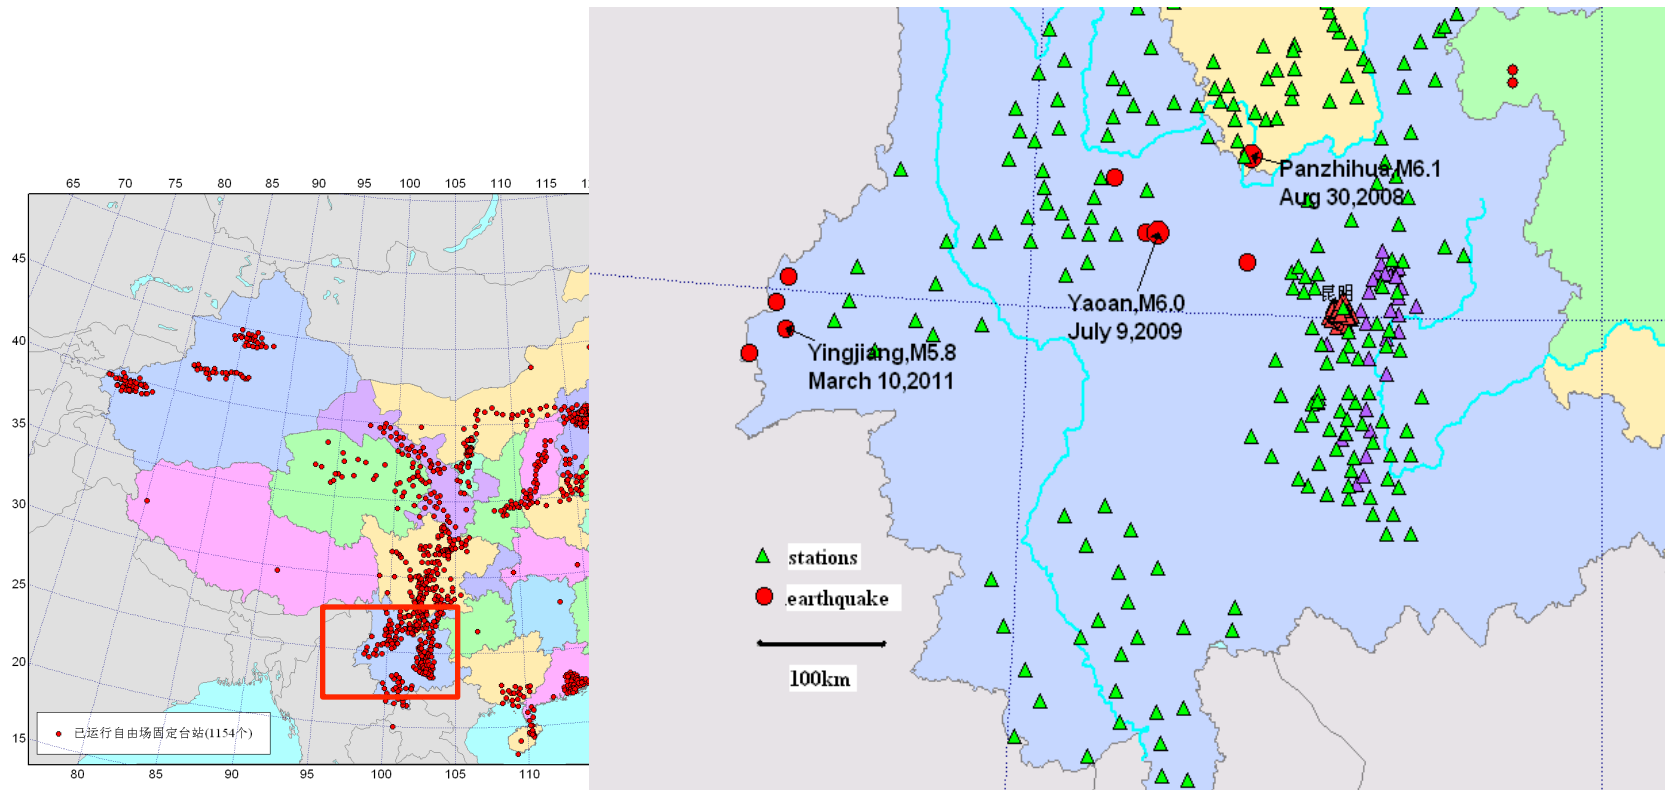 65 70 75 80 85 90 95 100 105 110 115
45
40
35
30
25
20
15
80 85 90 95 100 105 110
已运行自由场固定台站(1154个)
Panzhihua,M6.1
Aug 30,2008
昆明
Yaoan,M6.0
July 9,2009
Yingjiang,M5.8
March 10,2011
stations
earthquake
100km